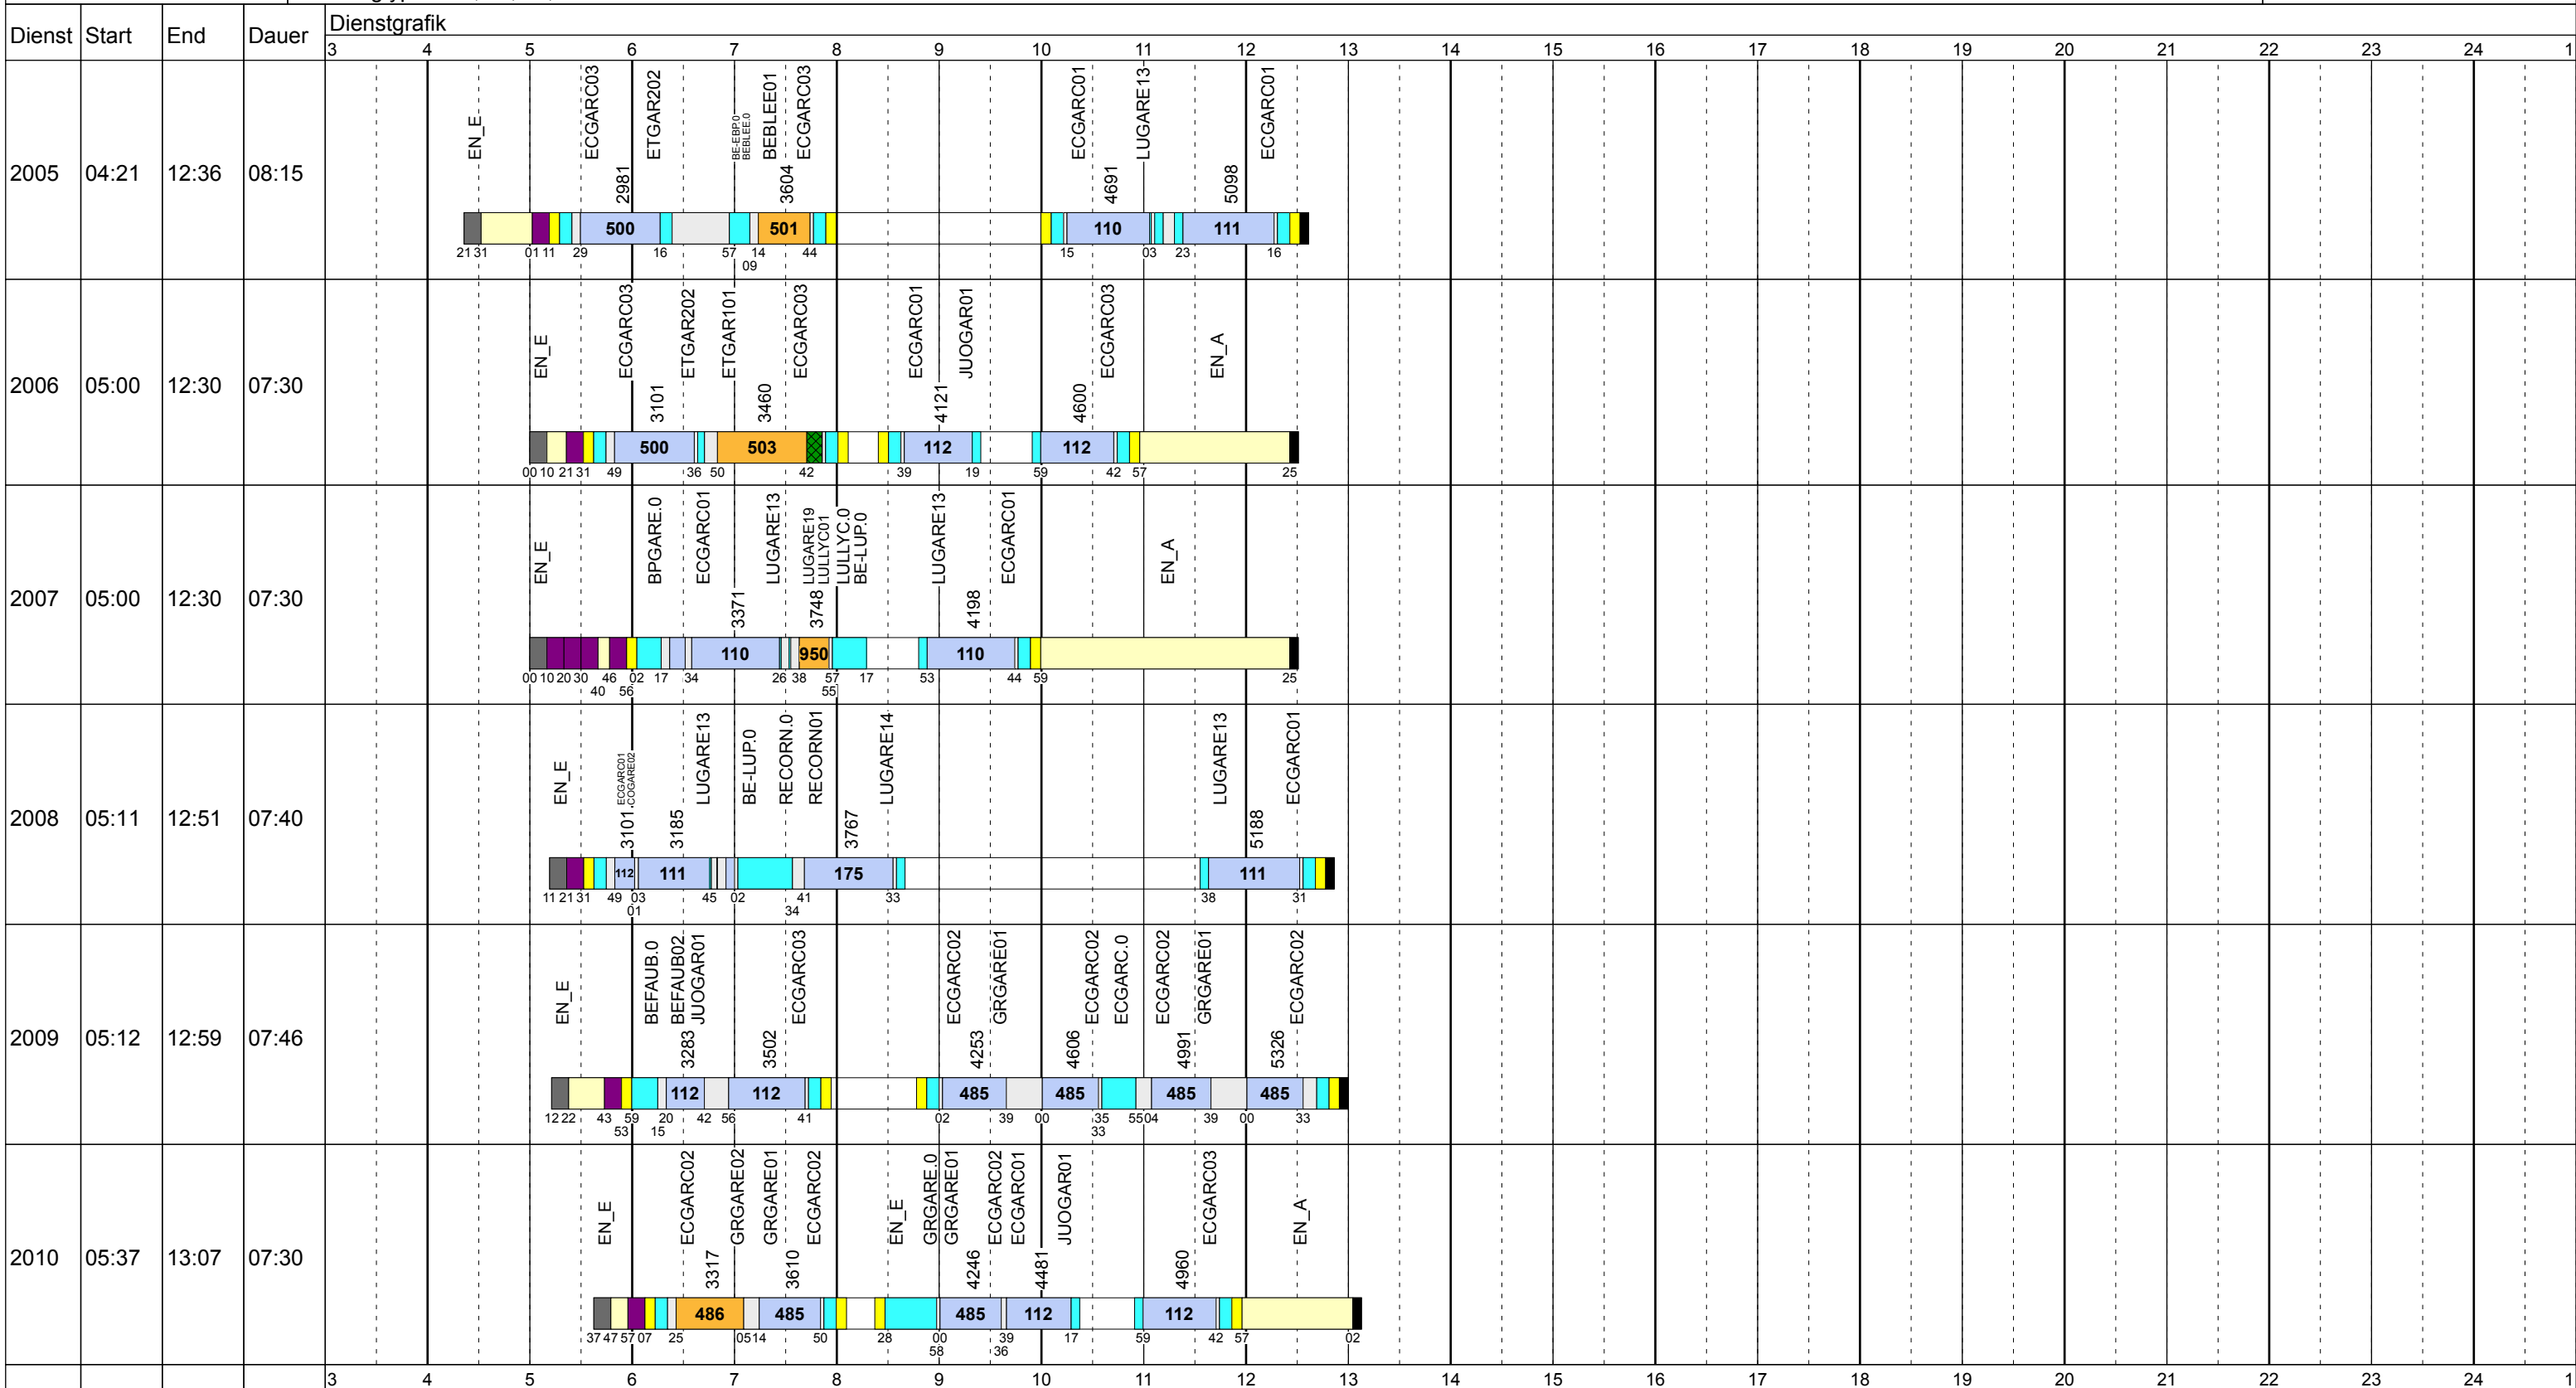 Dienst Start End Dauer Dienstgrafik
3 4 5 6 7 8 9 10 11 12 13 14 15 16 17 18 19 20 21 22 23 24 1
EN_E ECGARC03 ETGAR202 BE-EBP.0 BEBLEE.0 BEBLEE01 ECGARC03 ECGARC01 LUGARE13 ECGARC01
2981 3604 4691 5098
2005 04:21 12:36 08:15
500 501 110 111
21 31 01 11 29 16 57 14 44 15 03 23 16
09
EN_E ECGARC03 ETGAR202 ETGAR101 ECGARC03 ECGARC01 JUOGAR01 ECGARC03 EN_A
3101 3460 4121 4600
2006 05:00 12:30 07:30
500 503 112 112
00 10 21 31 49 36 50 42 39 19 59 42 57 25
EN_E BPGARE.0 ECGARC01 LUGARE13 LUGARE19 LULLYC01 LULLYC.0 BE-LUP.0 LUGARE13 ECGARC01 EN_A
3371 3748 4198
2007 05:00 12:30 07:30
110 950 110
00 10 20 30 46 02 17 34 26 38 57 17 53 44 59 25
40 56 55
EN_E ECGARC01 COGARE02 LUGARE13 BE-LUP.0 RECORN.0 RECORN01 LUGARE14 LUGARE13 ECGARC01
3101 3185 3767 5188
2008 05:11 12:51 07:40
112 111 175 111
11 21 31 49 03 45 02 41 33 38 31
01 34
EN_E BEFAUB.0 BEFAUB02 JUOGAR01 ECGARC03 ECGARC02 GRGARE01 ECGARC02 ECGARC.0 ECGARC02 GRGARE01 ECGARC02
3283 3502 4253 4606 4991 5326
2009 05:12 12:59 07:46
112 112 485 485 485 485
12 22 43 59 20 42 56 41 02 39 00 35 55 04 39 00 33
53 15 33
EN_E ECGARC02 GRGARE02 GRGARE01 ECGARC02 EN_E GRGARE.0 GRGARE01 ECGARC02 ECGARC01 JUOGAR01 ECGARC03 EN_A
3317 3610 4246 4481 4960
2010 05:37 13:07 07:30
486 485 485 112 112
37 47 57 07 25 05 14 50 28 00 39 17 59 42 57 02
58 36
3 4 5 6 7 8 9 10 11 12 13 14 15 16 17 18 19 20 21 22 23 24 1